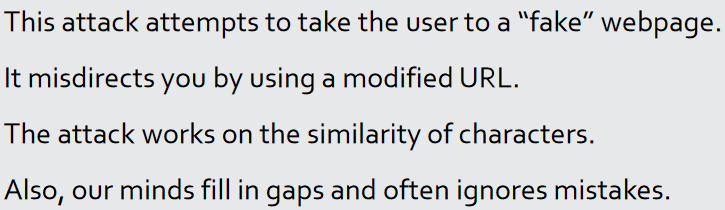 This attack attempts to take the user to a “fake” webpage.
It misdirects you by using a modified URL.
The attack works on the similarity of characters.
Also, our minds fill in gaps and often ignores mistakes.